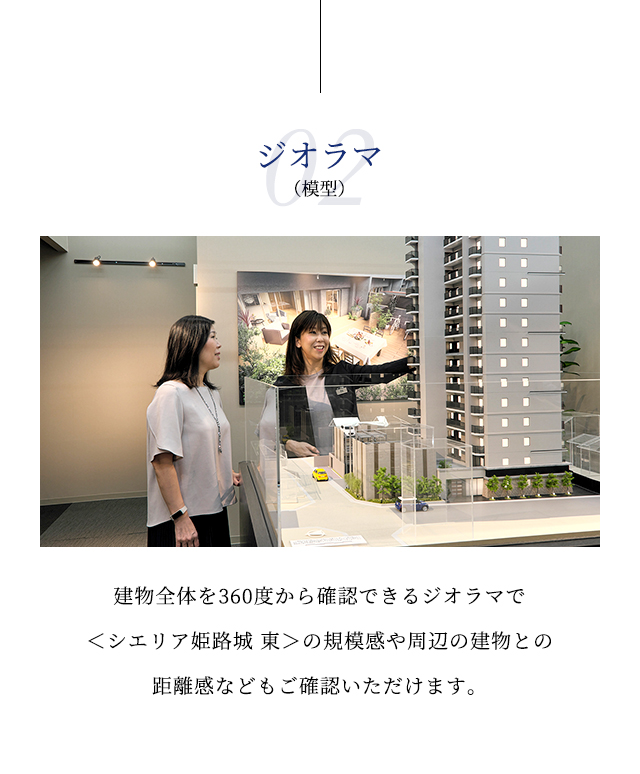 02
ジオラマ
（模型）
建物全体を360度から確認できるジオラマで
＜シエリア姫路城 東＞の規模感や周辺の建物との
距離感などもご確認いただけます。